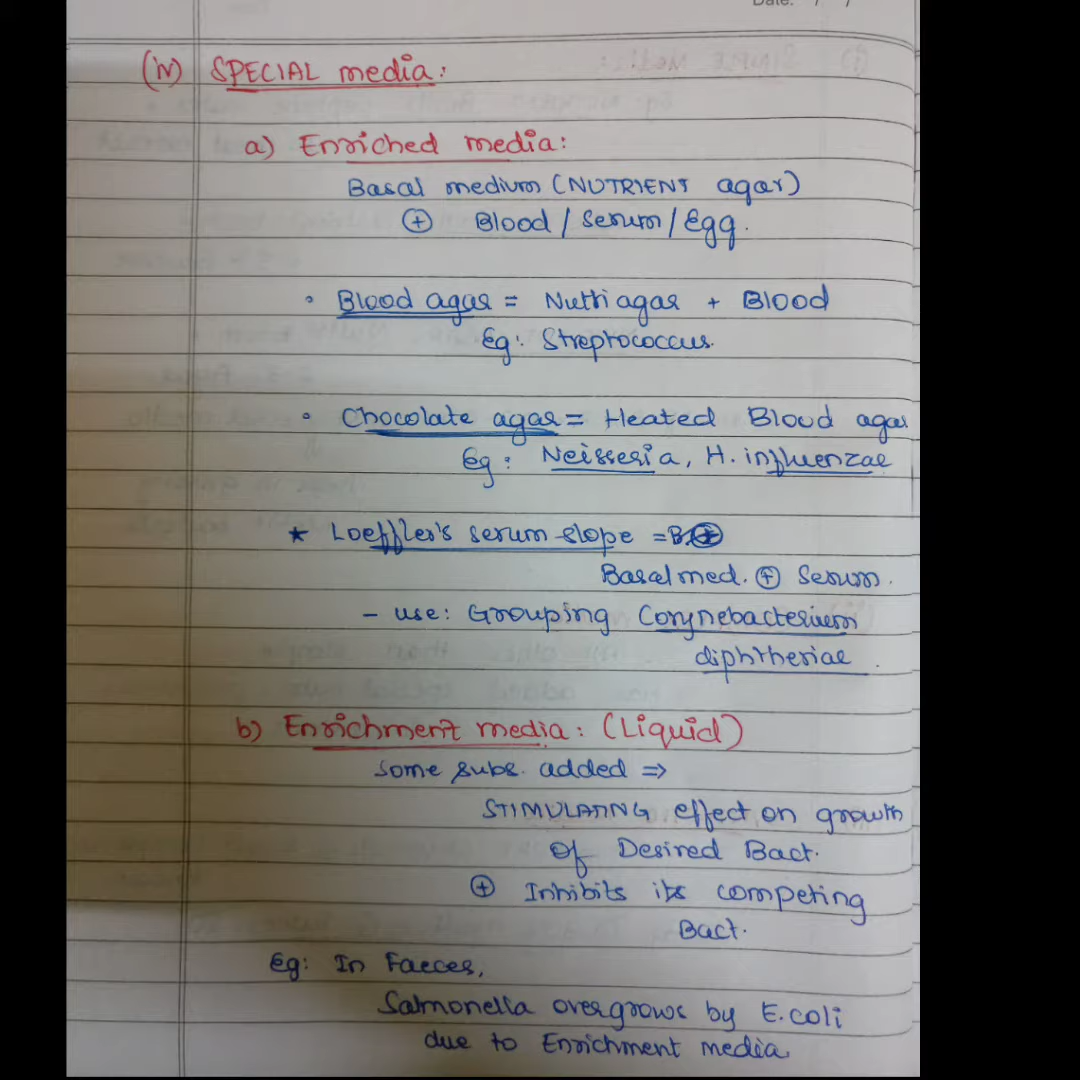 Date: / /
(iv) SPECIAL media:
a) Enriched media:
Basal medium (NUTRIENT agar)
⊕ Blood / Serum / Egg.
• Blood agar = Nutri agar + Blood
Eg: Streptococcus.
• Chocolate agar = Heated Blood agar
Eg: Neisseria, H. influenzae
★ Loeffler's serum slope =
Basal med. ⊕ Serum.
- use: Grouping Corynebacterium
diphtheriae.
b) Enrichment media: (Liquid)
Some subs. added ⇒
STIMULATING effect on growth
of Desired Bact.
⊕ Inhibits its competing
Bact.
Eg: In Faeces,
Salmonella overgrows by E.coli
due to Enrichment media